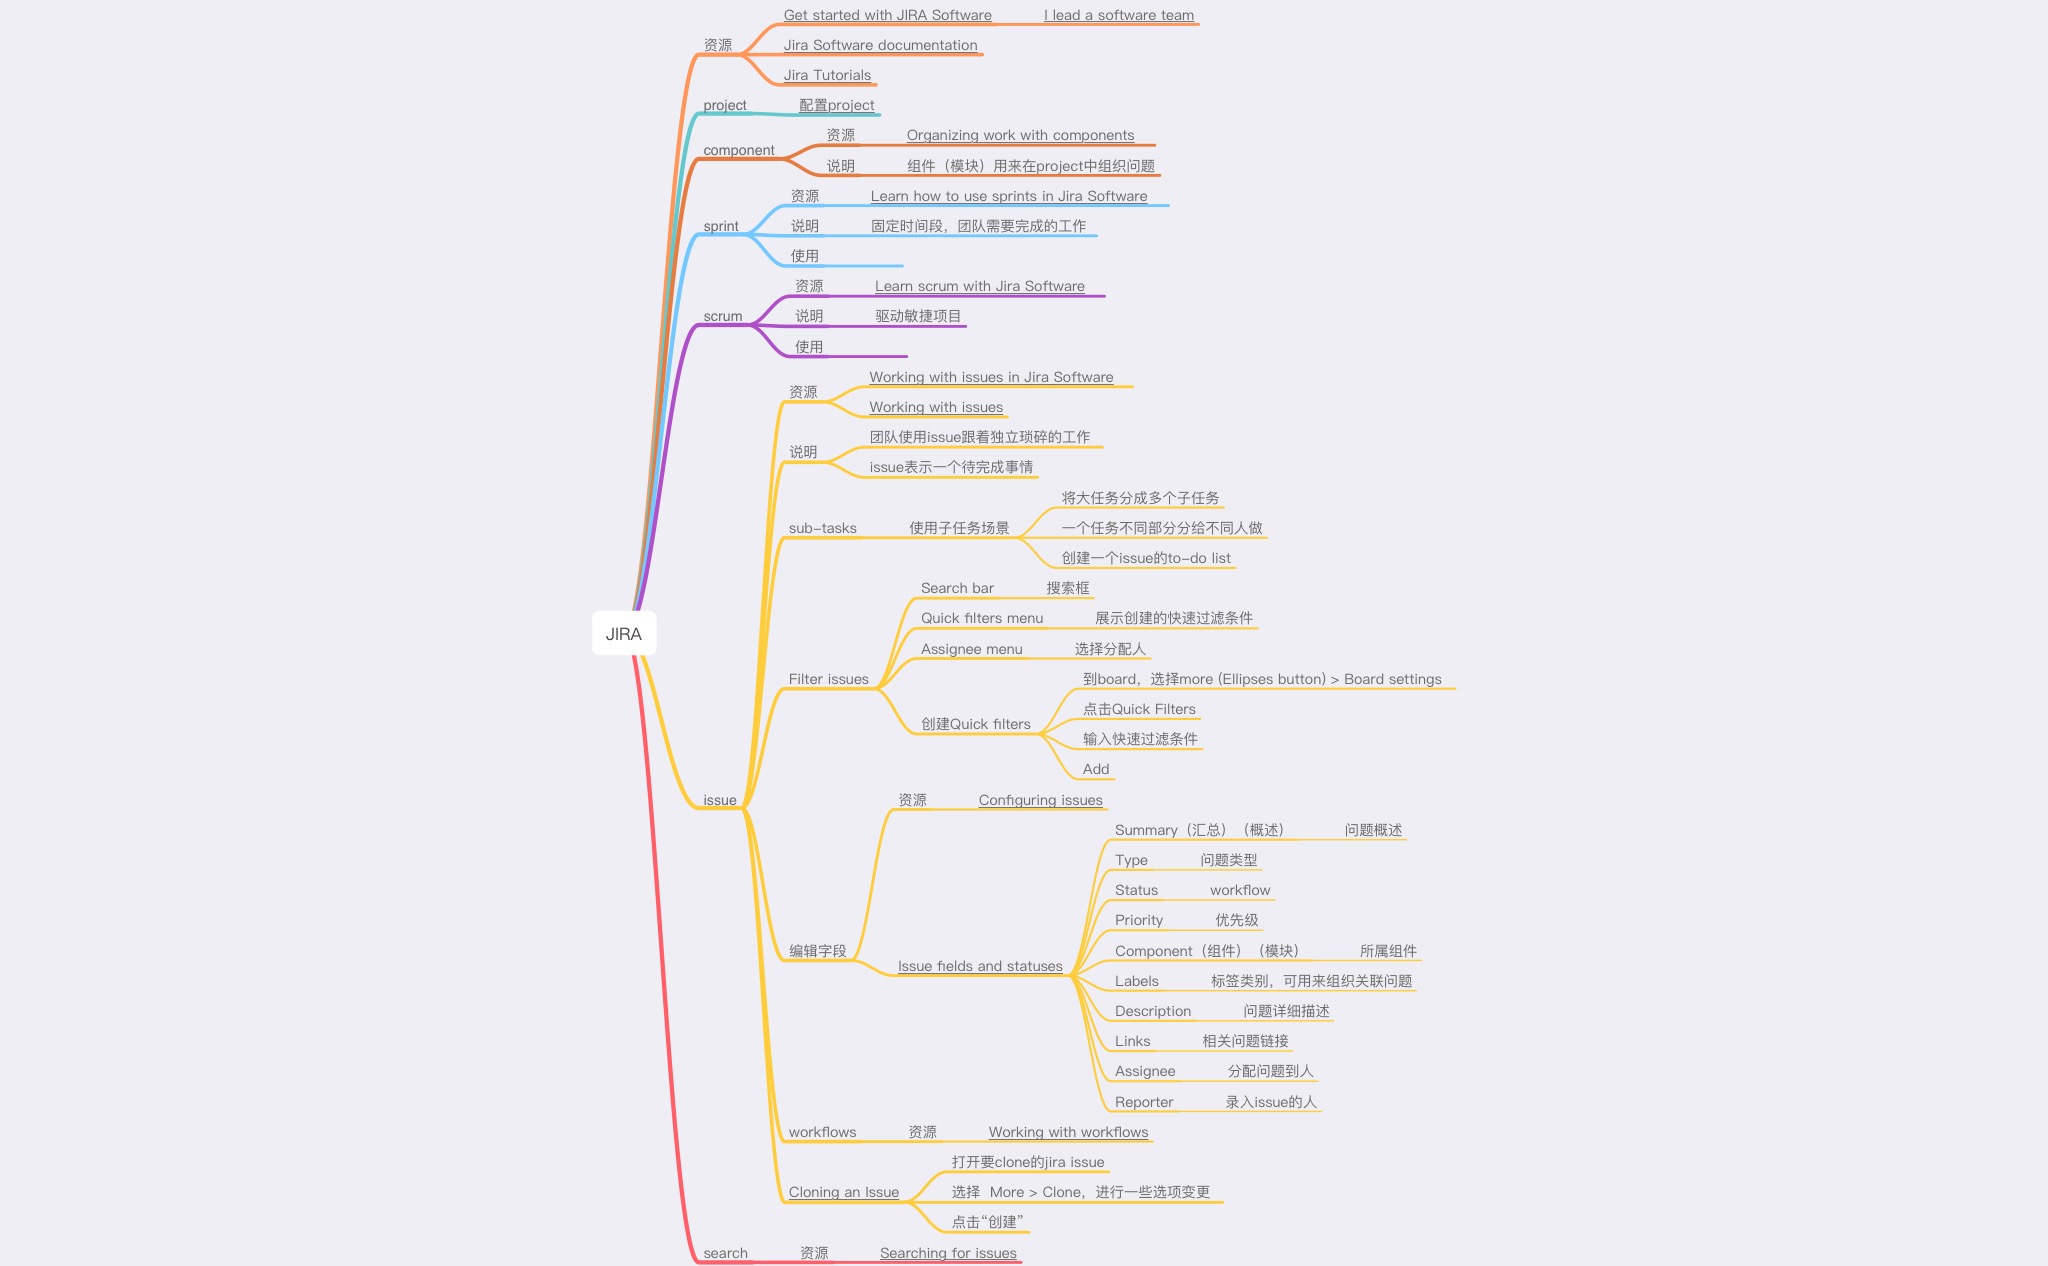 Get started with JIRA Software
I lead a software team
资源
Jira Software documentation
Jira Tutorials
project
配置project
component
资源
Organizing work with components
说明
组件（模块）用来在project中组织问题
sprint
资源
Learn how to use sprints in Jira Software
说明
固定时间段，团队需要完成的工作
使用
scrum
资源
Learn scrum with Jira Software
说明
驱动敏捷项目
使用
JIRA
issue
资源
Working with issues in Jira Software
Working with issues
说明
团队使用issue跟着独立琐碎的工作
issue表示一个待完成事情
sub-tasks
使用子任务场景
将大任务分成多个子任务
一个任务不同部分分给不同人做
创建一个issue的to-do list
Filter issues
Search bar
搜索框
Quick filters menu
展示创建的快速过滤条件
Assignee menu
选择分配人
创建Quick filters
到board，选择more (Ellipses button) > Board settings
点击Quick Filters
输入快速过滤条件
Add
编辑字段
资源
Configuring issues
Issue fields and statuses
Summary（汇总）（概述）
问题概述
Type
问题类型
Status
workflow
Priority
优先级
Component（组件）（模块）
所属组件
Labels
标签类别，可用来组织关联问题
Description
问题详细描述
Links
相关问题链接
Assignee
分配问题到人
Reporter
录入issue的人
workflows
资源
Working with workflows
Cloning an Issue
打开要clone的jira issue
选择 More > Clone，进行一些选项变更
点击“创建”
search
资源
Searching for issues